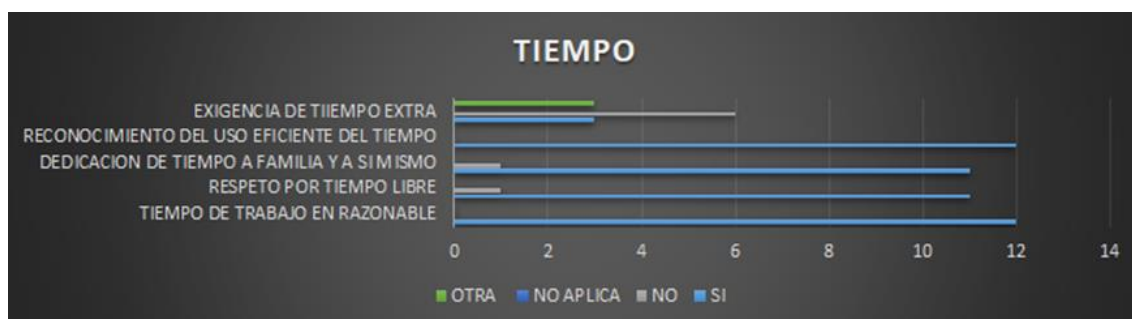 TIEMPO
EXIGENCIA DE TIIEMPO EXTRA
RECONOCIMIENTO DEL USO EFICIENTE DEL TIEMPO
DEDICACION DE TIEMPO A FAMILIA Y A SI MISMO
RESPETO POR TIEMPO LIBRE
TIEMPO DE TRABAJO EN RAZONABLE
0 2 4 6 8 10 12 14
OTRA NO APLICA NO SI